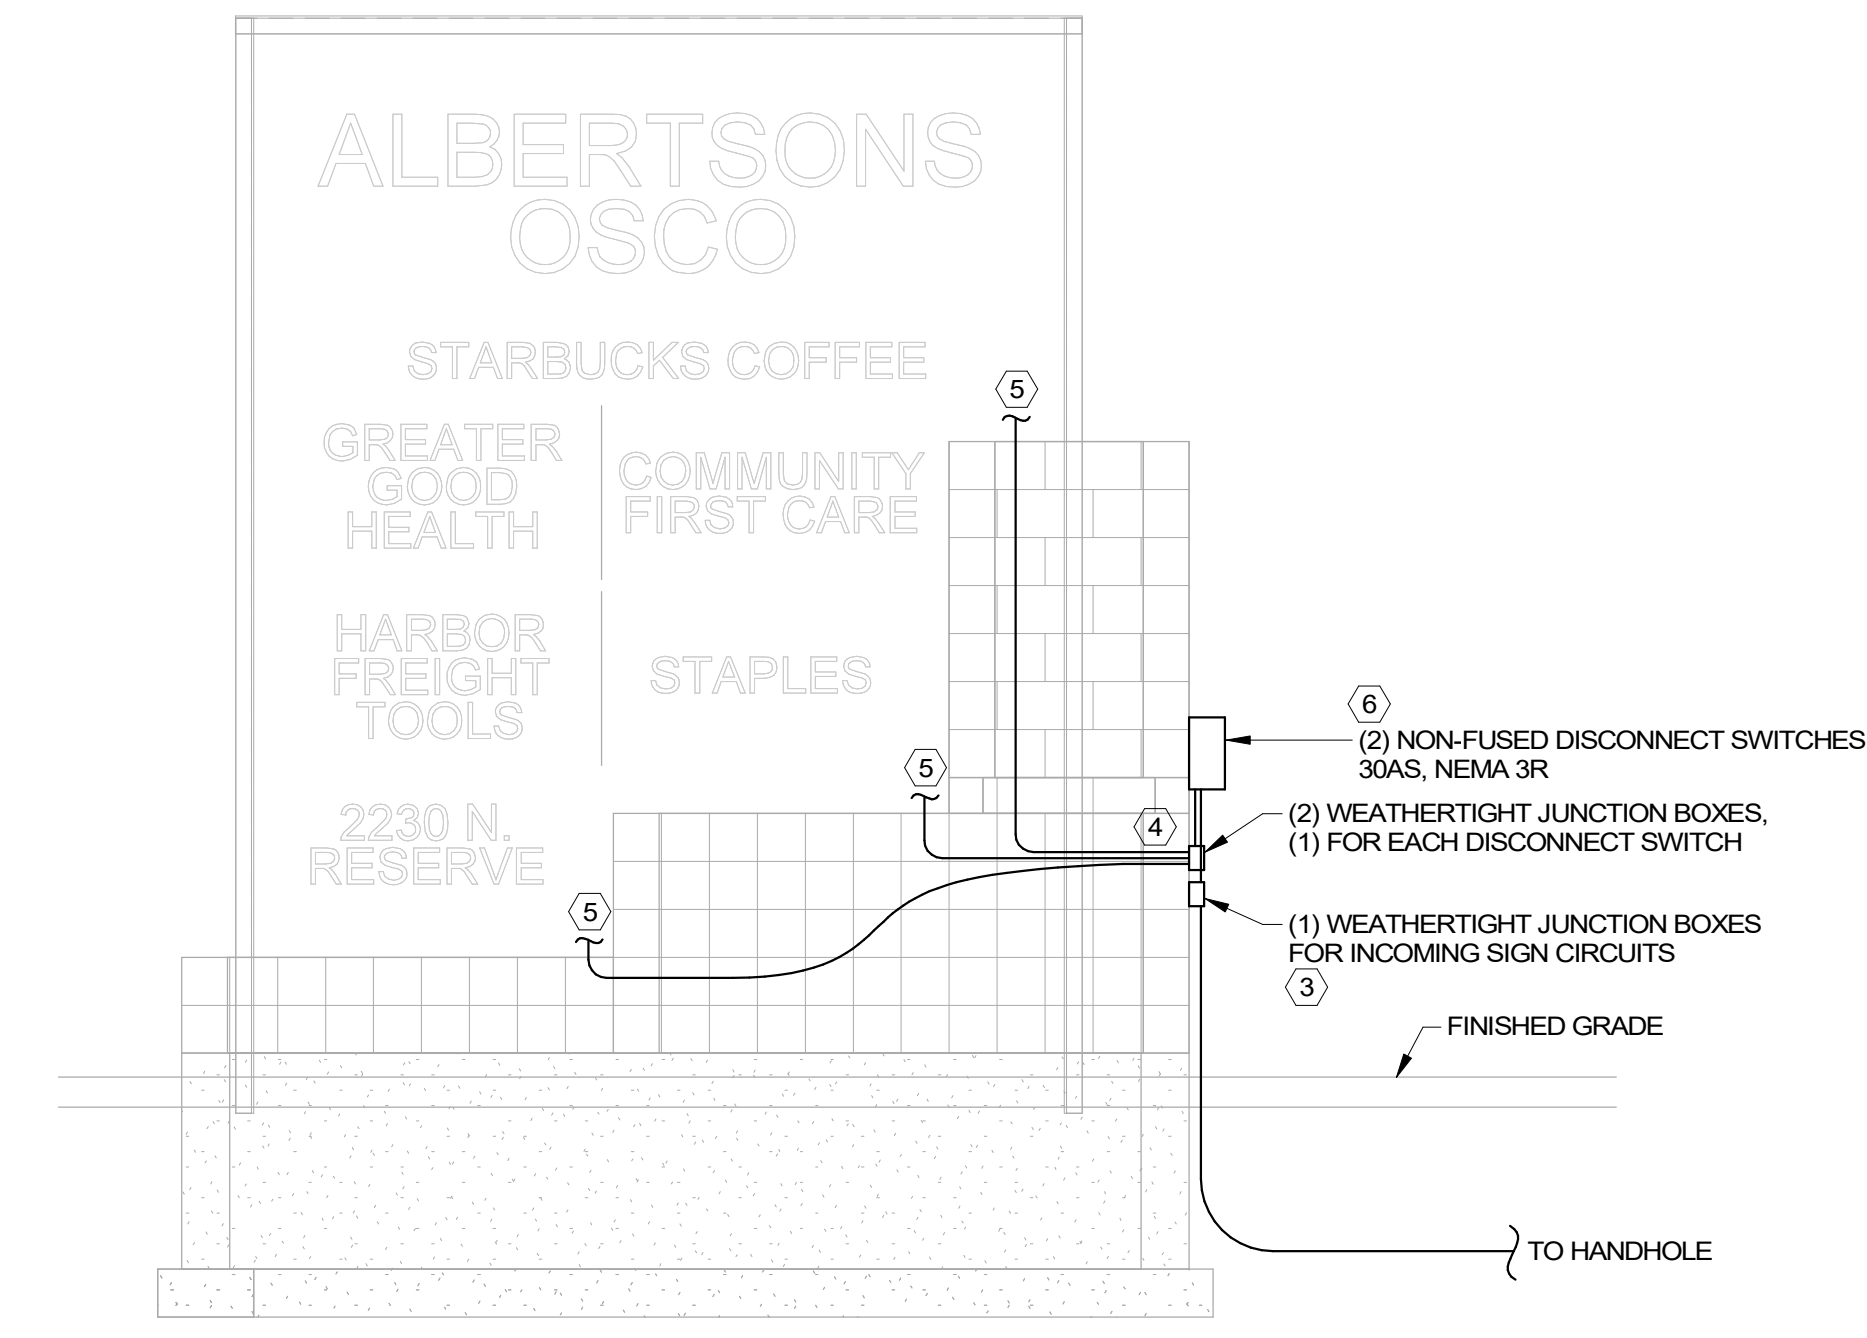 ALBERTSONS
OSCO
STARBUCKS COFFEE
GREATER
GOOD
HEALTH
COMMUNITY
FIRST CARE
HARBOR
FREIGHT
TOOLS
STAPLES
2230 N.
RESERVE
5
5
5
4
6
(2) NON-FUSED DISCONNECT SWITCHES
30AS, NEMA 3R
(2) WEATHERTIGHT JUNCTION BOXES,
(1) FOR EACH DISCONNECT SWITCH
(1) WEATHERTIGHT JUNCTION BOXES
FOR INCOMING SIGN CIRCUITS
3
FINISHED GRADE
TO HANDHOLE